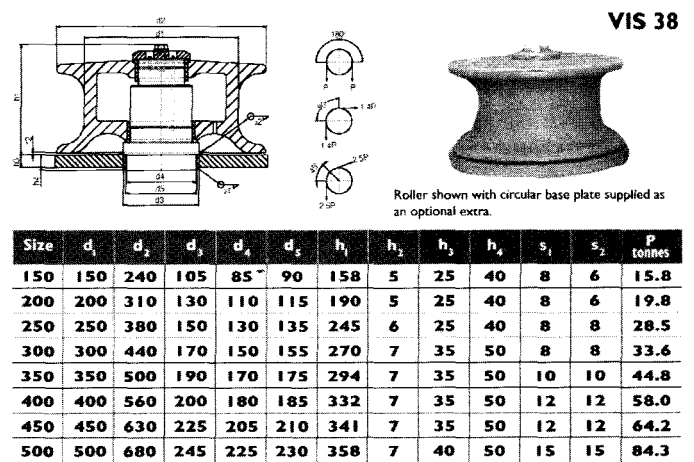 VIS 38
d2
d1
180°
P P
h1
1.4P
1.4P
h3
h4
d4
d5
d3
2.5P
2.5P
Roller shown with circular base plate supplied as
an optional extra.
Size d1 d2 d3 d4 d5 h1 h2 h3 h4 s1 s2 P tonnes
150 150 240 105 85 90 158 5 25 40 8 6 15.8
200 200 310 130 110 115 190 5 25 40 8 6 19.8
250 250 380 150 130 135 245 6 25 40 8 8 28.5
300 300 440 170 150 155 270 7 35 50 8 8 33.6
350 350 500 190 170 175 294 7 35 50 10 10 44.8
400 400 560 200 180 185 332 7 35 50 12 12 58.0
450 450 630 225 205 210 341 7 35 50 12 12 64.2
500 500 680 245 225 230 358 7 40 50 15 15 84.3